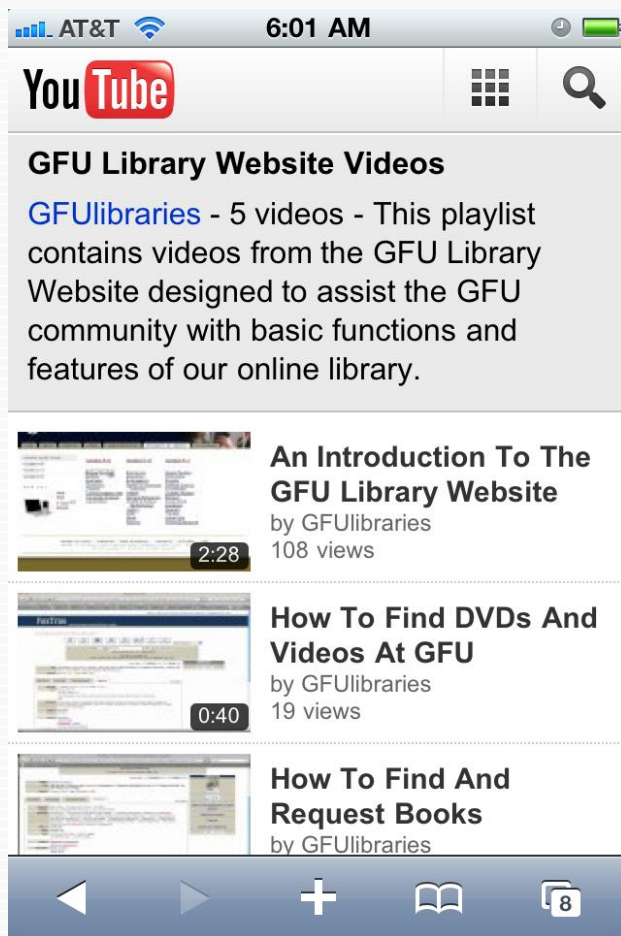 AT&T 6:01 AM
YouTube
GFU Library Website Videos
GFUlibraries - 5 videos - This playlist
contains videos from the GFU Library
Website designed to assist the GFU
community with basic functions and
features of our online library.
An Introduction To The
GFU Library Website
by GFUlibraries
108 views
2:28
How To Find DVDs And
Videos At GFU
by GFUlibraries
19 views
0:40
How To Find And
Request Books
by GFUlibraries
8